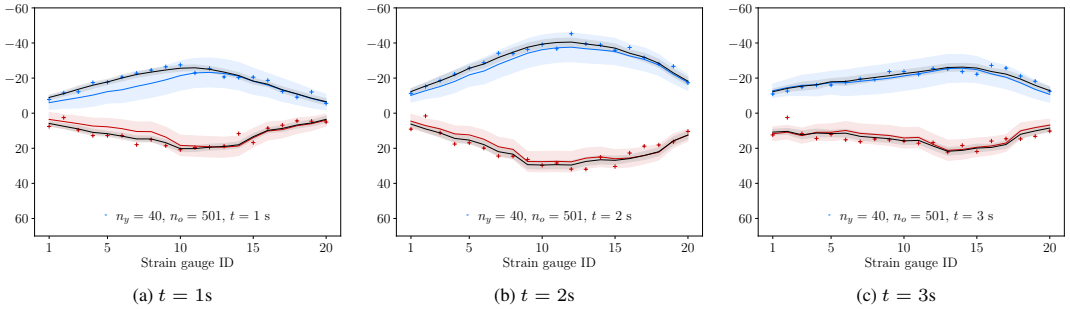 −60
−40
−20
0
20
40
60
1 5 10 15 20
Strain gauge ID
n_y = 40, n_o = 501, t = 1 s
(a) t = 1s
−60
−40
−20
0
20
40
60
1 5 10 15 20
Strain gauge ID
n_y = 40, n_o = 501, t = 2 s
(b) t = 2s
−60
−40
−20
0
20
40
60
1 5 10 15 20
Strain gauge ID
n_y = 40, n_o = 501, t = 3 s
(c) t = 3s